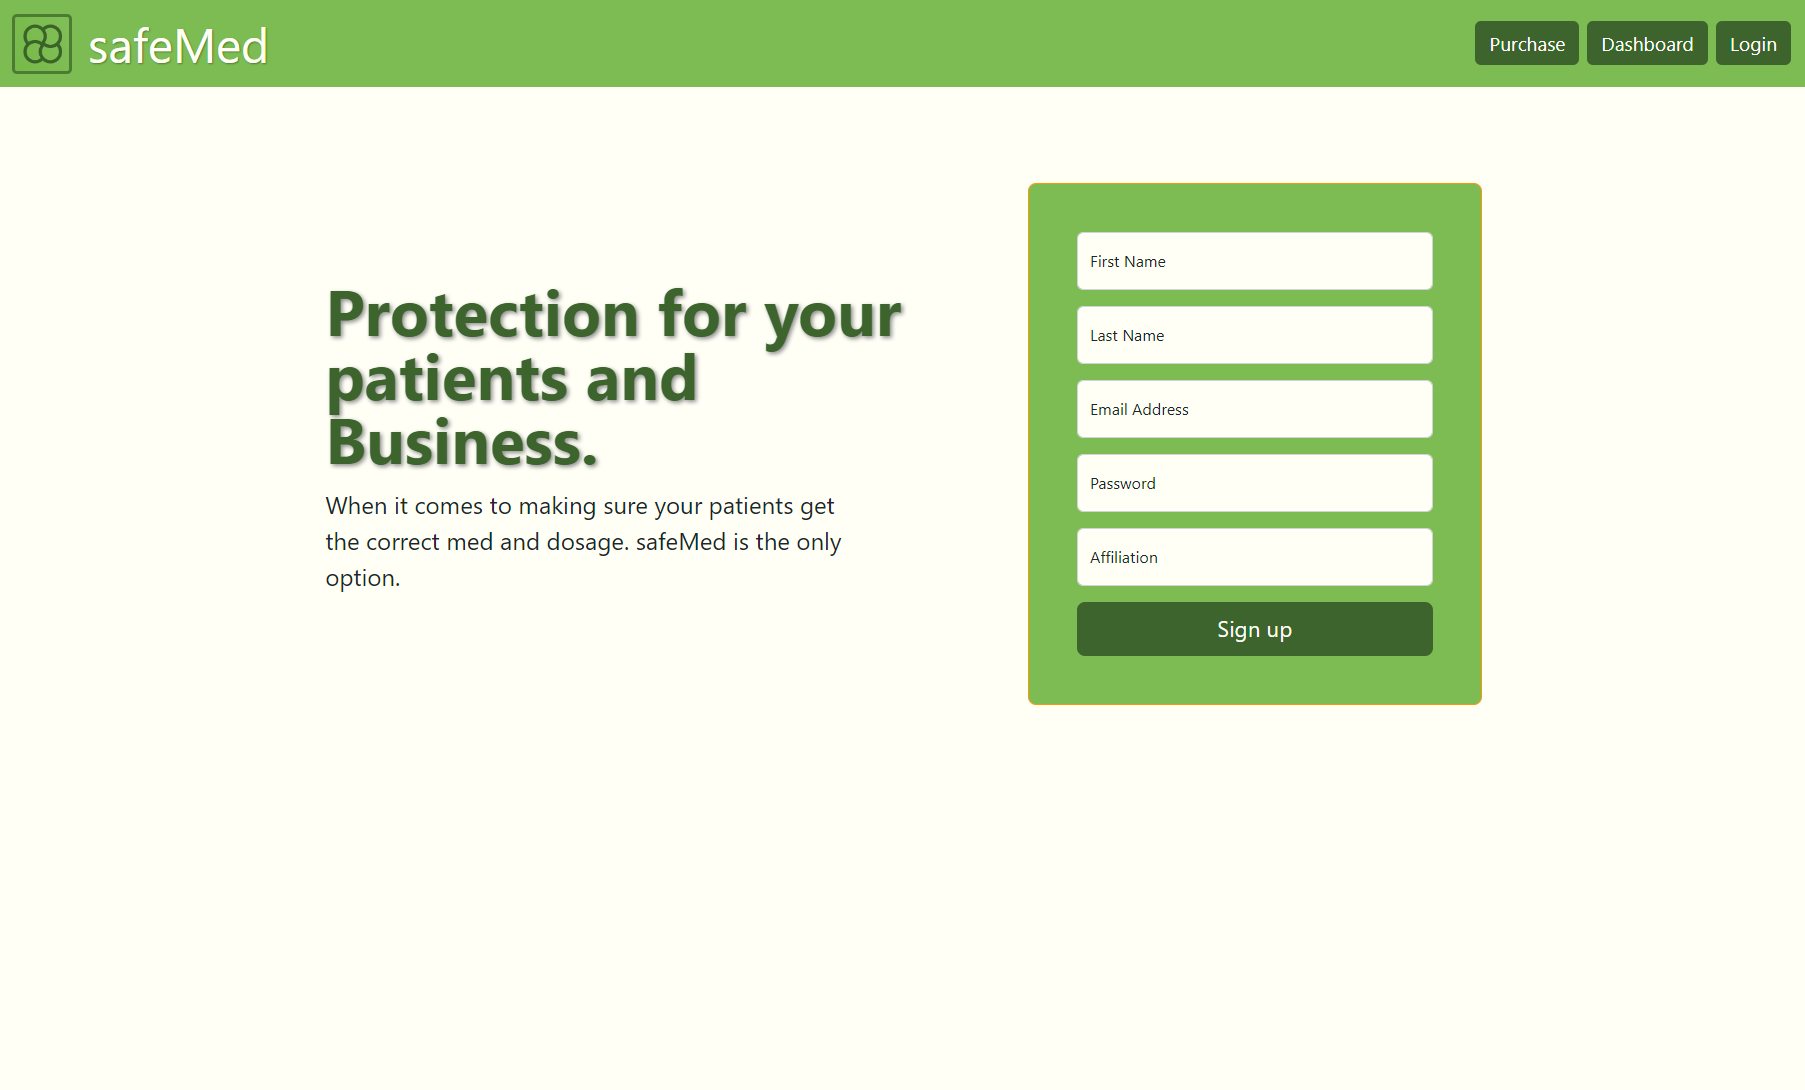 safeMed
Purchase
Dashboard
Login
Protection for your
patients and
Business.
When it comes to making sure your patients get
the correct med and dosage. safeMed is the only
option.
First Name
Last Name
Email Address
Password
Affiliation
Sign up